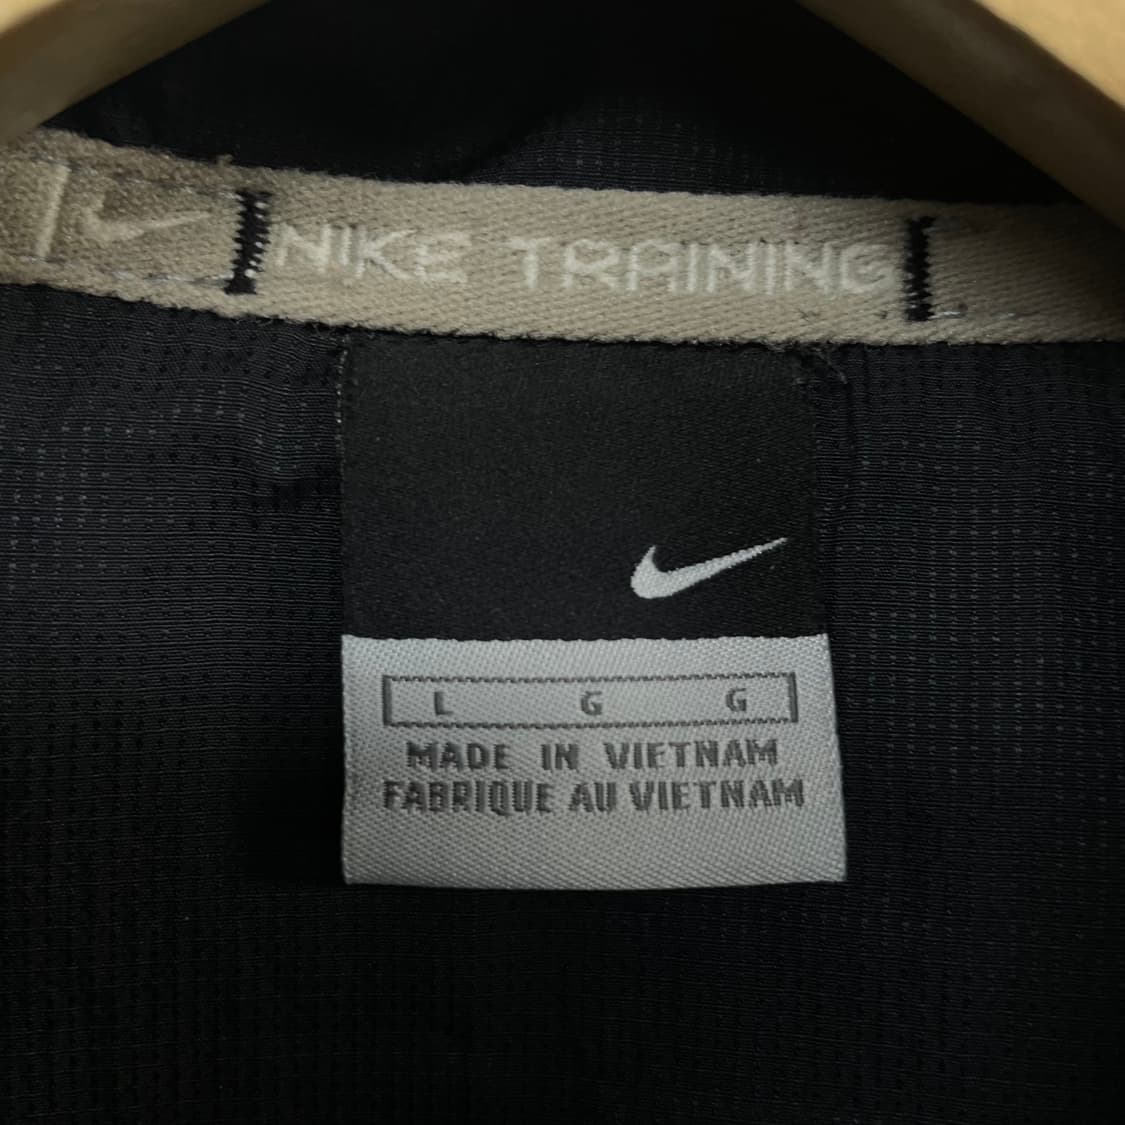 NIKE TRAINING
L G G
MADE IN VIETNAM
FABRIQUE AU VIETNAM